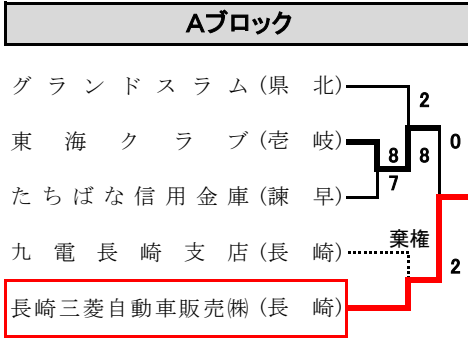 Aブロック
グランドスラム(県 北)
2
東海クラブ(壱 岐)
8 8 0
7
たちばな信用金庫(諫 早)
九電長崎支店(長 崎)
棄権
2
長崎三菱自動車販売㈱(長 崎)